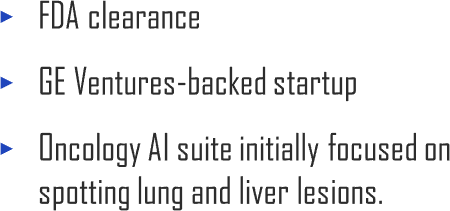 ▸ FDA clearance
▸ GE Ventures-backed startup
▸ Oncology AI suite initially focused on
spotting lung and liver lesions.